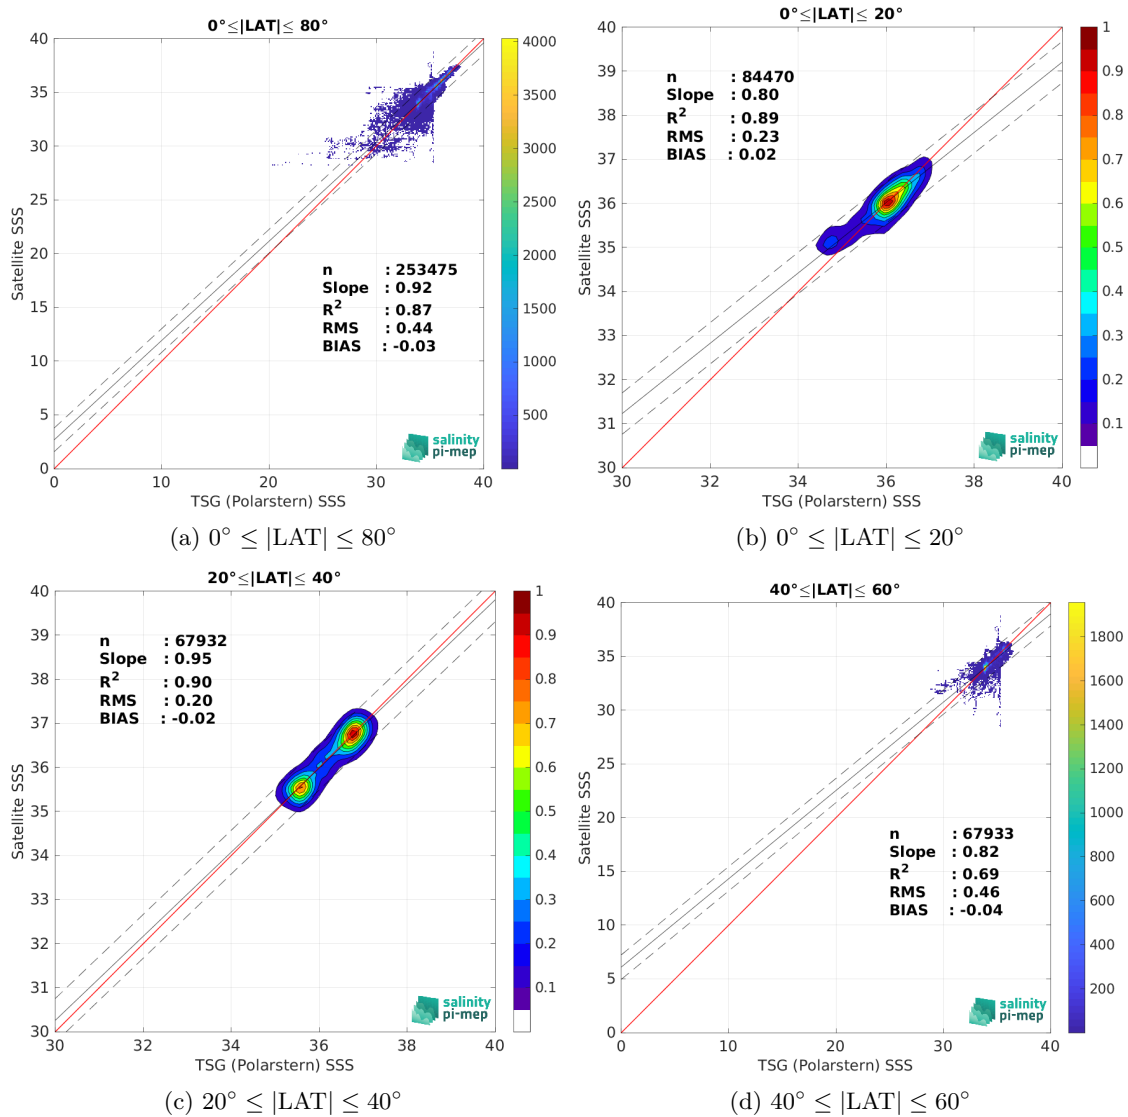 0°≤|LAT|≤ 80°
40
35
30
25
20
15
10
5
0
Satellite SSS
n : 253475
Slope : 0.92
R2 : 0.87
RMS : 0.44
BIAS : -0.03
salinity
pi-mep
0 10 20 30 40
TSG (Polarstern) SSS
4000
3500
3000
2500
2000
1500
1000
500
(a) 0° ≤ |LAT| ≤ 80°
0°≤|LAT|≤ 20°
40
39
38
37
36
35
34
33
32
31
30
Satellite SSS
n : 84470
Slope : 0.80
R2 : 0.89
RMS : 0.23
BIAS : 0.02
salinity
pi-mep
30 32 34 36 38 40
TSG (Polarstern) SSS
1
0.9
0.8
0.7
0.6
0.5
0.4
0.3
0.2
0.1
(b) 0° ≤ |LAT| ≤ 20°
20°≤|LAT|≤ 40°
40
39
38
37
36
35
34
33
32
31
30
Satellite SSS
n : 67932
Slope : 0.95
R2 : 0.90
RMS : 0.20
BIAS : -0.02
salinity
pi-mep
30 32 34 36 38 40
TSG (Polarstern) SSS
1
0.9
0.8
0.7
0.6
0.5
0.4
0.3
0.2
0.1
(c) 20° ≤ |LAT| ≤ 40°
40°≤|LAT|≤ 60°
40
35
30
25
20
15
10
5
0
Satellite SSS
n : 67933
Slope : 0.82
R2 : 0.69
RMS : 0.46
BIAS : -0.04
salinity
pi-mep
0 10 20 30 40
TSG (Polarstern) SSS
1800
1600
1400
1200
1000
800
600
400
200
(d) 40° ≤ |LAT| ≤ 60°